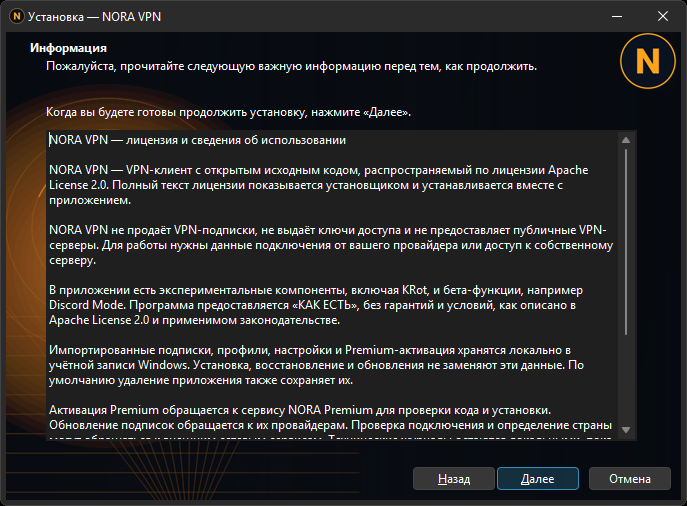 N Установка — NORA VPN
Информация
Пожалуйста, прочитайте следующую важную информацию перед тем, как продолжить.
N
Когда вы будете готовы продолжить установку, нажмите «Далее».
NORA VPN — лицензия и сведения об использовании
NORA VPN — VPN-клиент с открытым исходным кодом, распространяемый по лицензии Apache
License 2.0. Полный текст лицензии показывается установщиком и устанавливается вместе с
приложением.
NORA VPN не продаёт VPN-подписки, не выдаёт ключи доступа и не предоставляет публичные VPN-
серверы. Для работы нужны данные подключения от вашего провайдера или доступ к собственному
серверу.
В приложении есть экспериментальные компоненты, включая KRot, и бета-функции, например
Discord Mode. Программа предоставляется «КАК ЕСТЬ», без гарантий и условий, как описано в
Apache License 2.0 и применимом законодательстве.
Импортированные подписки, профили, настройки и Premium-активация хранятся локально в
учётной записи Windows. Установка, восстановление и обновления не заменяют эти данные. По
умолчанию удаление приложения также сохраняет их.
Активация Premium обращается к сервису NORA Premium для проверки кода и установки.
Обновление подписок обращается к их провайдерам. Проверка подключения и определение страны
Назад
Далее
Отмена